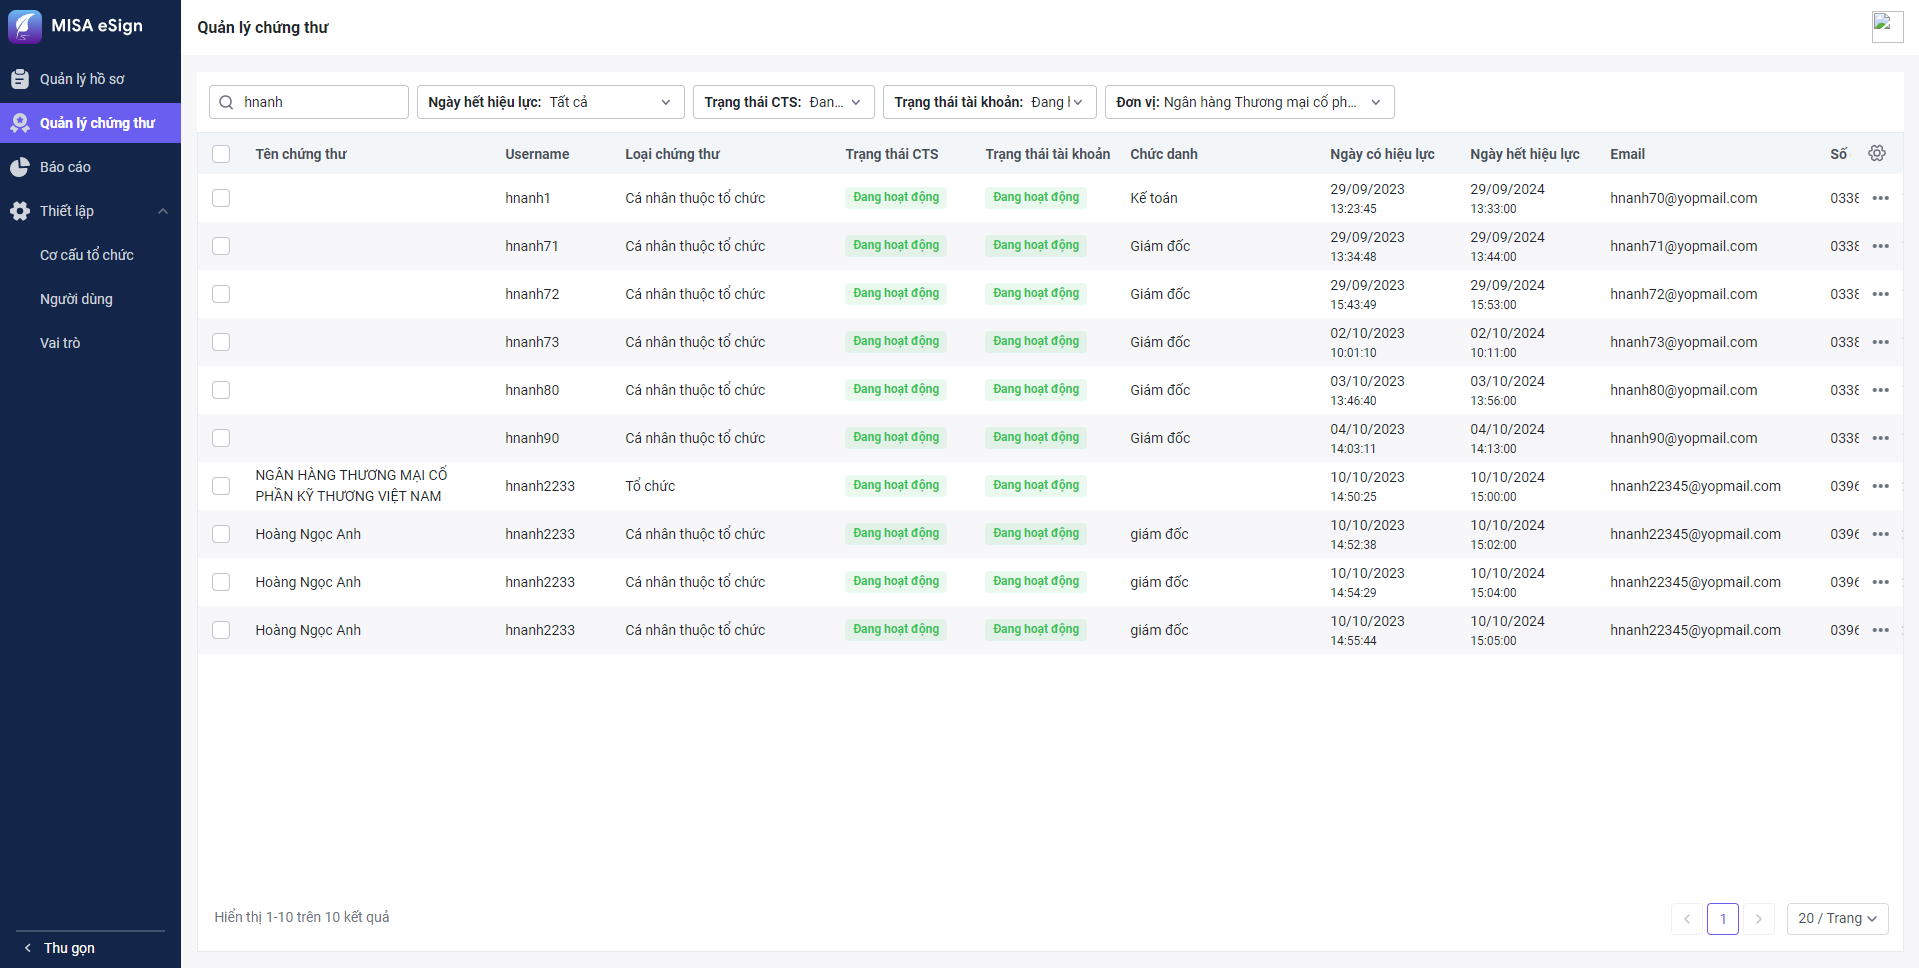 MISA eSign
Quản lý chứng thư
Quản lý hồ sơ
Quản lý chứng thư
Báo cáo
Thiết lập
Cơ cấu tổ chức
Người dùng
Vai trò
Thu gọn
hnanh
Ngày hết hiệu lực: Tất cả
Trạng thái CTS: Đan...
Trạng thái tài khoản: Đang
Đơn vị: Ngân hàng Thương mại cổ ph...
Tên chứng thư Username Loại chứng thư Trạng thái CTS Trạng thái tài khoản Chức danh Ngày có hiệu lực Ngày hết hiệu lực Email Số
hnanh1 Cá nhân thuộc tổ chức Đang hoạt động Đang hoạt động Kế toán 29/09/2023 29/09/2024 hnanh70@yopmail.com 0338
13:23:45 13:33:00
hnanh71 Cá nhân thuộc tổ chức Đang hoạt động Đang hoạt động Giám đốc 29/09/2023 29/09/2024 hnanh71@yopmail.com 0338
13:34:48 13:44:00
hnanh72 Cá nhân thuộc tổ chức Đang hoạt động Đang hoạt động Giám đốc 29/09/2023 29/09/2024 hnanh72@yopmail.com 0338
15:43:49 15:53:00
hnanh73 Cá nhân thuộc tổ chức Đang hoạt động Đang hoạt động Giám đốc 02/10/2023 02/10/2024 hnanh73@yopmail.com 0338
10:01:10 10:11:00
hnanh80 Cá nhân thuộc tổ chức Đang hoạt động Đang hoạt động Giám đốc 03/10/2023 03/10/2024 hnanh80@yopmail.com 0338
13:46:40 13:56:00
hnanh90 Cá nhân thuộc tổ chức Đang hoạt động Đang hoạt động Giám đốc 04/10/2023 04/10/2024 hnanh90@yopmail.com 0338
14:03:11 14:13:00
NGÂN HÀNG THƯƠNG MẠI CỔ
PHẦN KỸ THƯƠNG VIỆT NAM hnanh2233 Tổ chức Đang hoạt động Đang hoạt động 10/10/2023 10/10/2024 hnanh22345@yopmail.com 0396
14:50:25 15:00:00
Hoàng Ngọc Anh hnanh2233 Cá nhân thuộc tổ chức Đang hoạt động Đang hoạt động giám đốc 10/10/2023 10/10/2024 hnanh22345@yopmail.com 0396
14:52:38 15:02:00
Hoàng Ngọc Anh hnanh2233 Cá nhân thuộc tổ chức Đang hoạt động Đang hoạt động giám đốc 10/10/2023 10/10/2024 hnanh22345@yopmail.com 0396
14:54:29 15:04:00
Hoàng Ngọc Anh hnanh2233 Cá nhân thuộc tổ chức Đang hoạt động Đang hoạt động giám đốc 10/10/2023 10/10/2024 hnanh22345@yopmail.com 0396
14:55:44 15:05:00
Hiển thị 1-10 trên 10 kết quả
1
20 / Trang